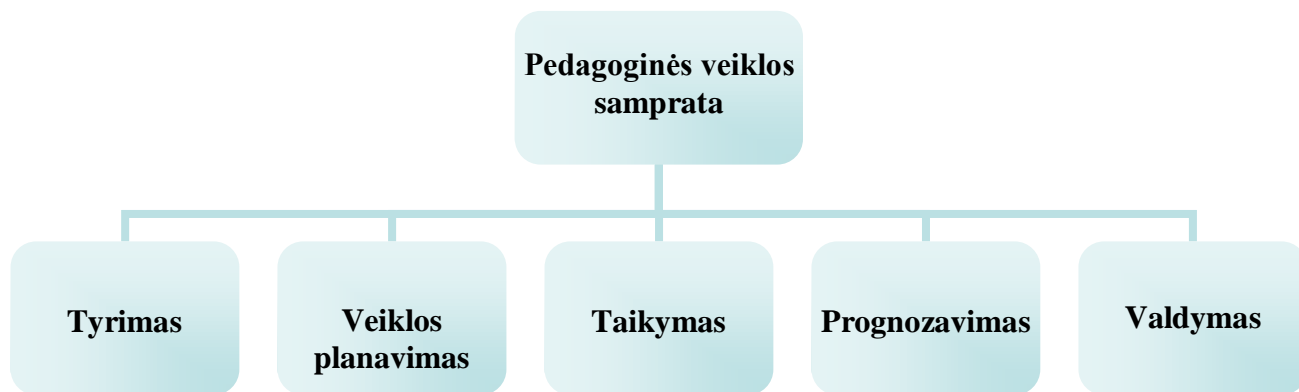 Pedagoginės veiklos
samprata
Tyrimas
Veiklos
planavimas
Taikymas
Prognozavimas
Valdymas